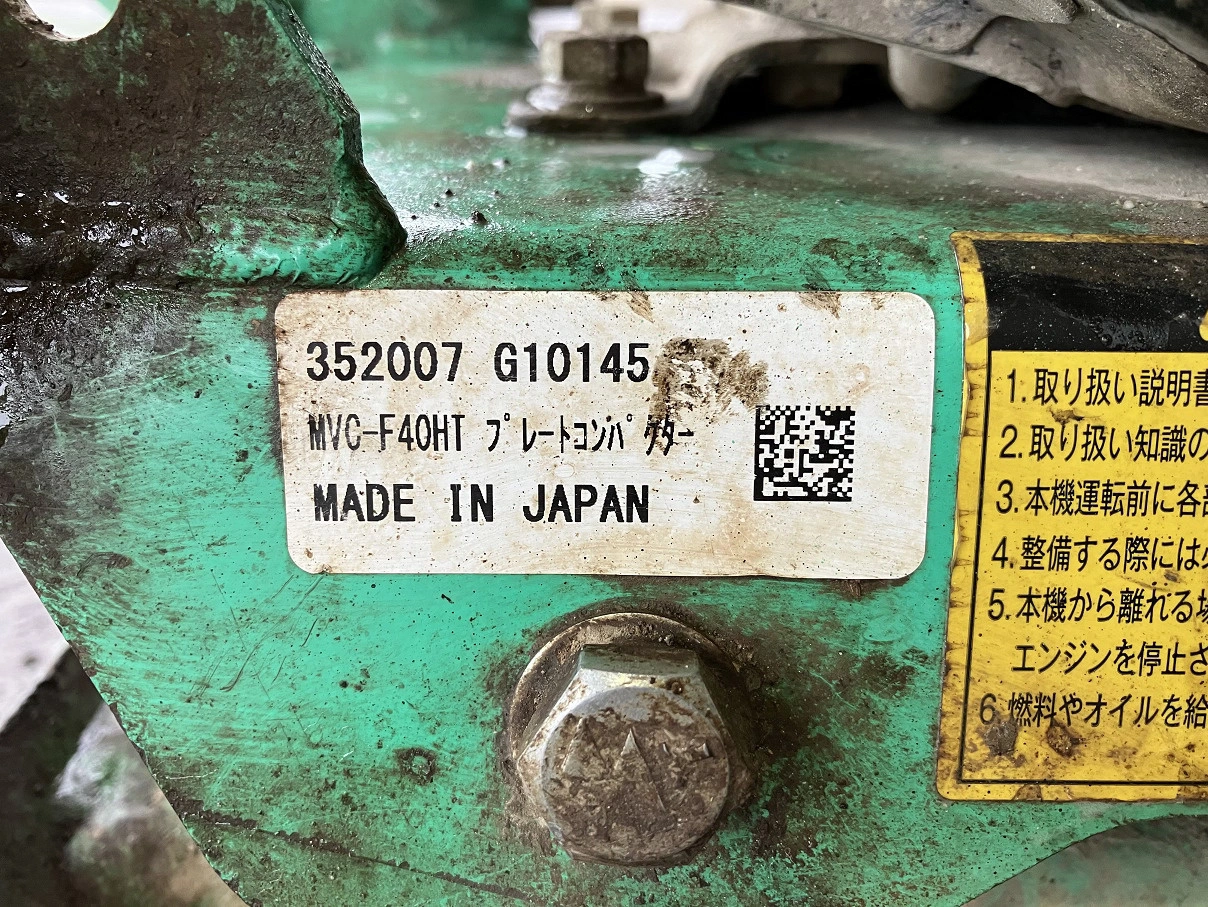 352007 G10145
MVC-F40HT プレートコンパクター
MADE IN JAPAN
1.取り扱い説明書
2.取り扱い知識の
3.本機運転前に各部
4.整備する際には
5.本機から離れる場
エンジンを停止さ
6.燃料やオイルを給